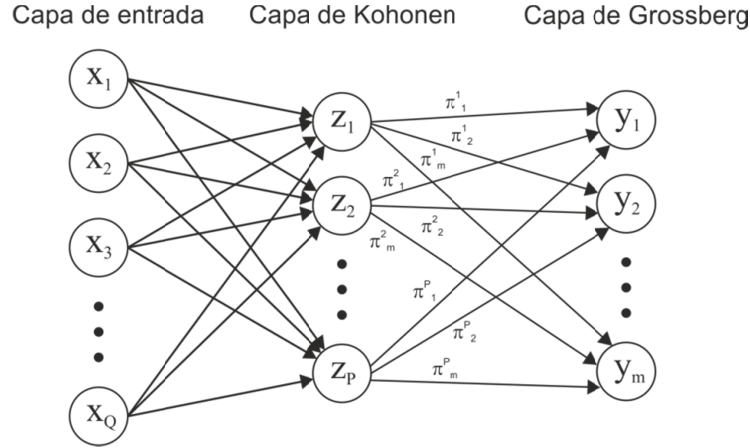 Capa de entrada Capa de Kohonen Capa de Grossberg
x₁ z₁ π¹₁ y₁
π¹₂
x₂ π²₁ π¹ₘ
z₂ π²₂ y₂
x₃ π²ₘ
πᴾ₁
πᴾ₂
zₚ πᴾₘ yₘ
x_Q